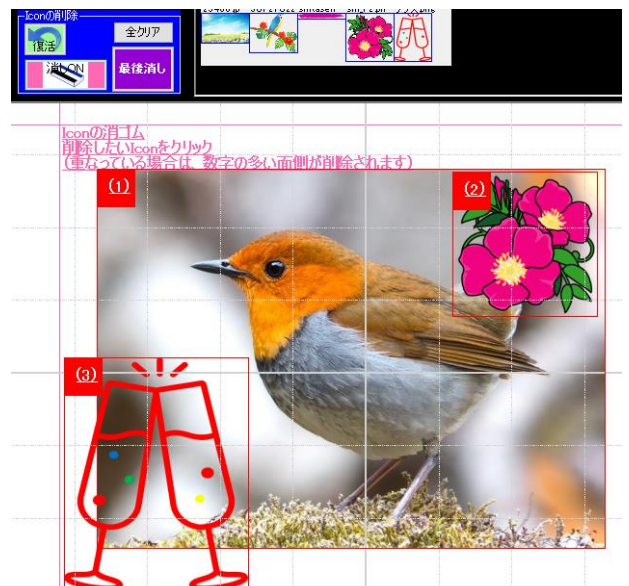 Iconの削除
復活
全クリア
消しON
最後消し
Iconの消ゴム
削除したいIconをクリック
(重なっている場合は、数字の多い面側が削除されます)
(1)
(2)
(3)